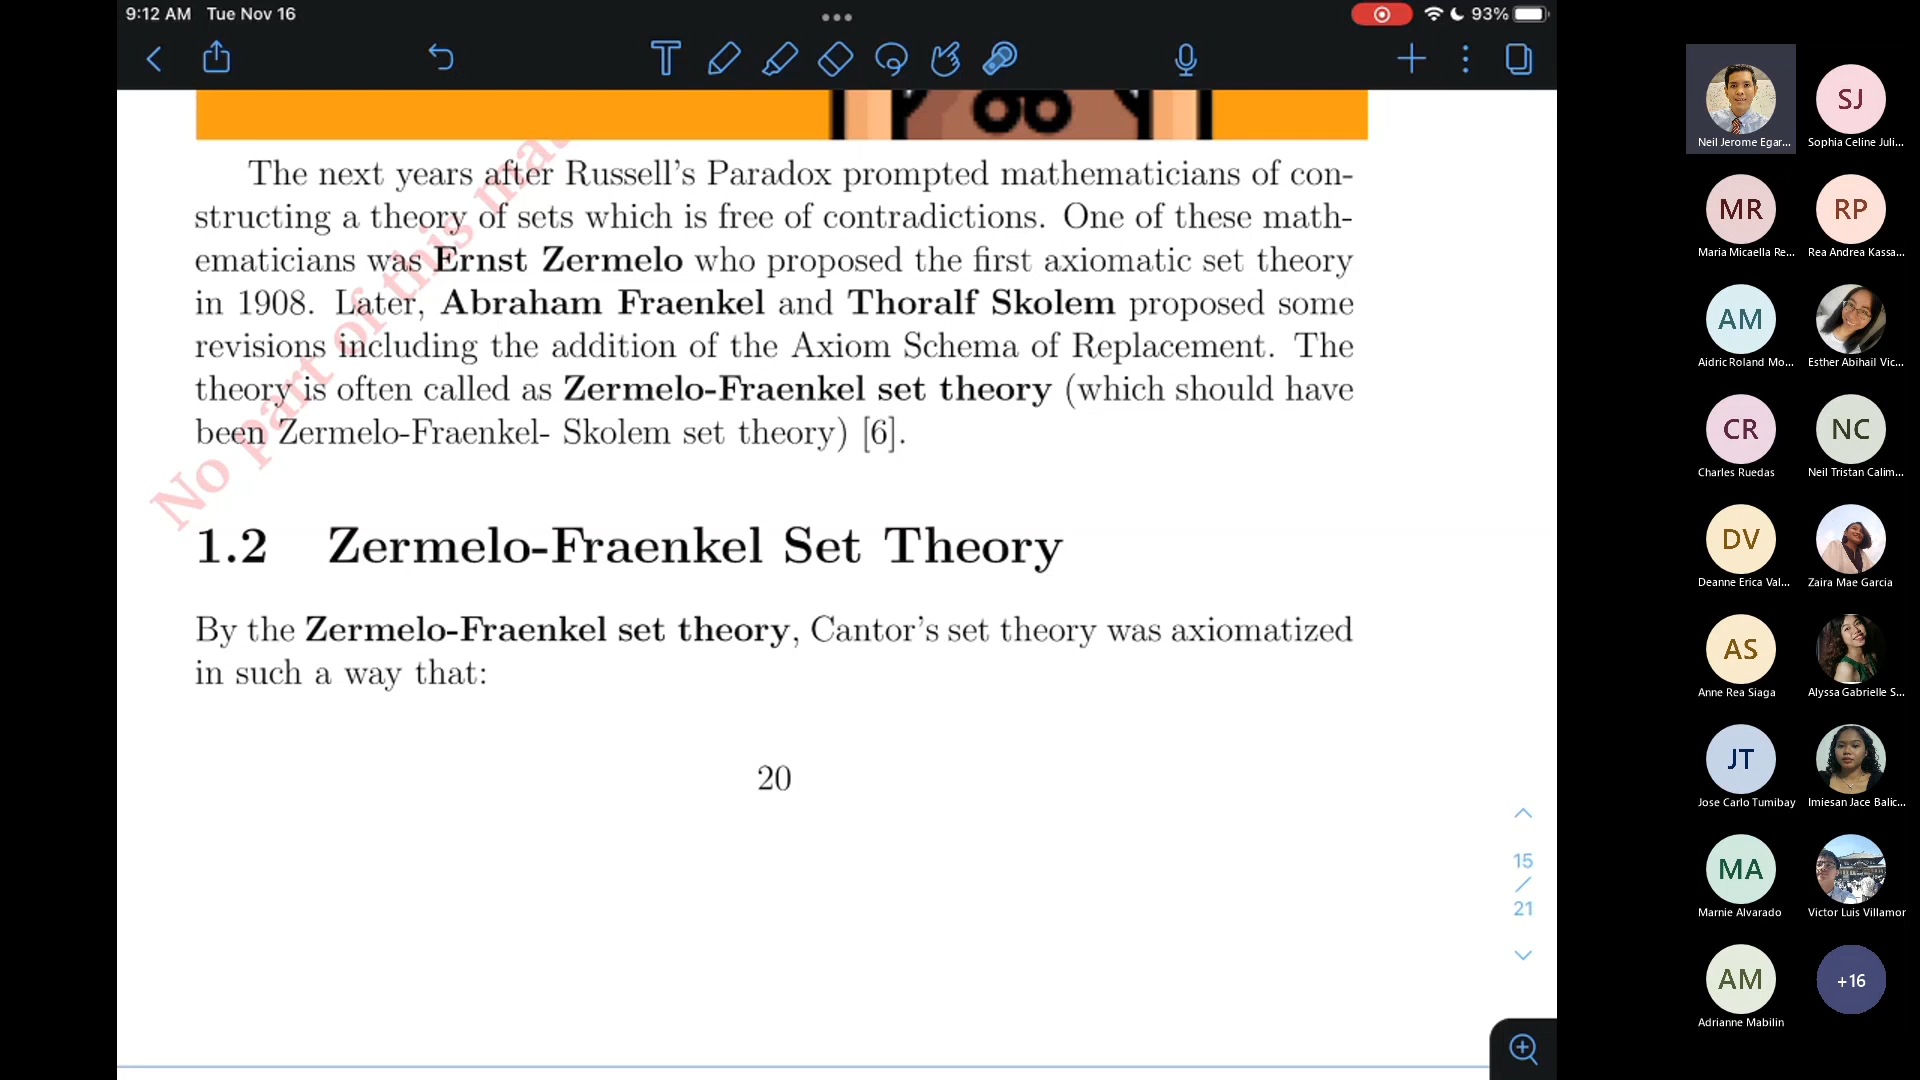 9:12 AM Tue Nov 16
93%
The next years after Russell's Paradox prompted mathematicians of con-
structing a theory of sets which is free of contradictions. One of these math-
ematicians was Ernst Zermelo who proposed the first axiomatic set theory
in 1908. Later, Abraham Fraenkel and Thoralf Skolem proposed some
revisions including the addition of the Axiom Schema of Replacement. The
theory is often called as Zermelo-Fraenkel set theory (which should have
been Zermelo-Fraenkel- Skolem set theory) [6].
No part of this mat
1.2 Zermelo-Fraenkel Set Theory
By the Zermelo-Fraenkel set theory, Cantor's set theory was axiomatized
in such a way that:
20
15
/
21
Neil Jerome Egar...
SJ
Sophia Celine Juli...
MR
Maria Micaella Re...
RP
Rea Andrea Kassa...
AM
Aidric Roland Mo...
Esther Abihail Vic...
CR
Charles Ruedas
NC
Neil Tristan Calim...
DV
Deanne Erica Val...
Zaira Mae Garcia
AS
Anne Rea Siaga
Alyssa Gabrielle S...
JT
Jose Carlo Tumibay
Imiesan Jace Balic...
MA
Marnie Alvarado
Victor Luis Villamor
AM
Adrianne Mabilin
+16